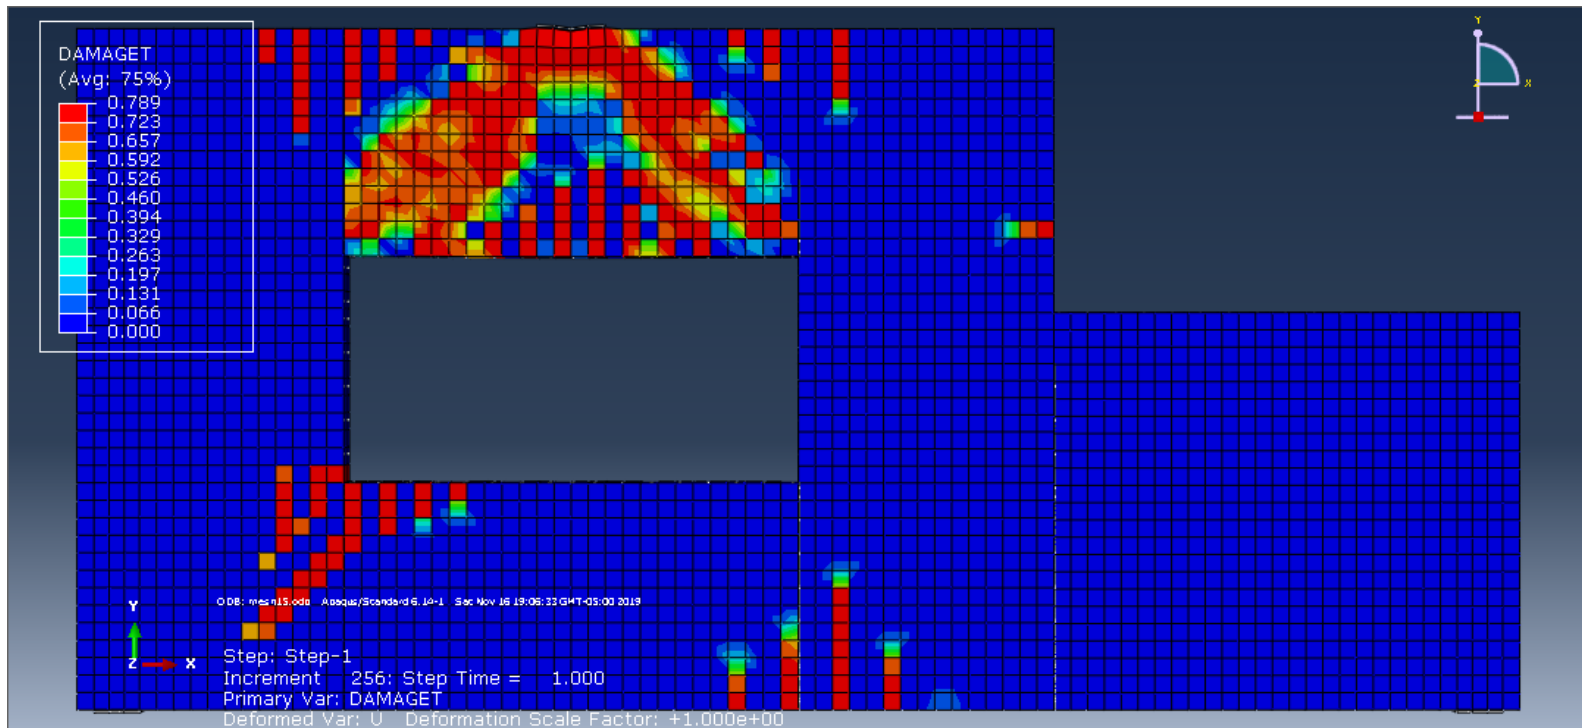 DAMAGET
(Avg: 75%)
0.789
0.723
0.657
0.592
0.526
0.460
0.394
0.329
0.263
0.197
0.131
0.066
0.000
Y
Z
X
ODB: mesh15.odb Abaqus/Standard 6.14-1 Sat Nov 16 19:06:33 GMT-05:00 2019
Y
Z
X
Step: Step-1
Increment 256: Step Time = 1.000
Primary Var: DAMAGET
Deformed Var: U Deformation Scale Factor: +1.000e+00